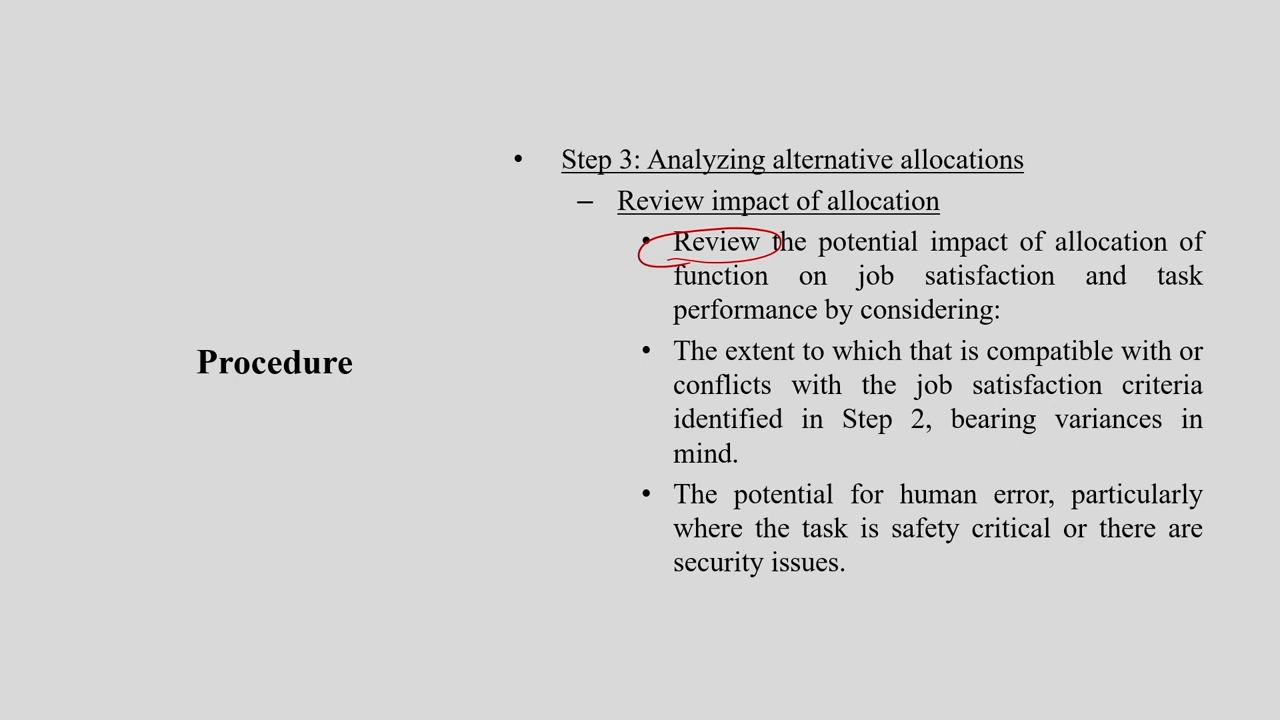 Procedure
• Step 3: Analyzing alternative allocations
– Review impact of allocation
• Review the potential impact of allocation of
function on job satisfaction and task
performance by considering:
• The extent to which that is compatible with or
conflicts with the job satisfaction criteria
identified in Step 2, bearing variances in
mind.
• The potential for human error, particularly
where the task is safety critical or there are
security issues.